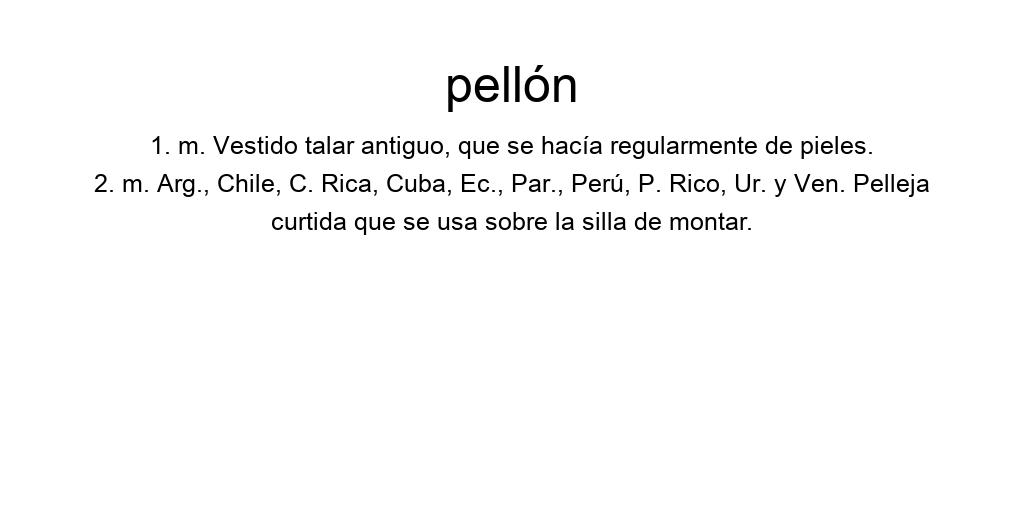 pellón
1. m. Vestido talar antiguo, que se hacía regularmente de pieles.
2. m. Arg., Chile, C. Rica, Cuba, Ec., Par., Perú, P. Rico, Ur. y Ven. Pelleja
curtida que se usa sobre la silla de montar.